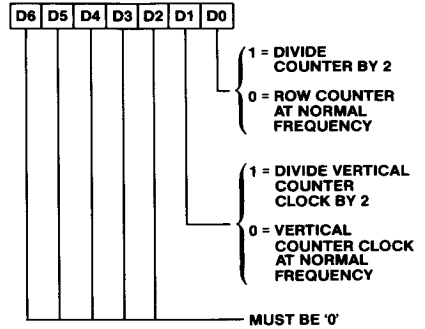 D6 D5 D4 D3 D2 D1 D0
1 = DIVIDE
COUNTER BY 2
0 = ROW COUNTER
AT NORMAL
FREQUENCY
1 = DIVIDE VERTICAL
COUNTER
CLOCK BY 2
0 = VERTICAL
COUNTER CLOCK
AT NORMAL
FREQUENCY
MUST BE '0'